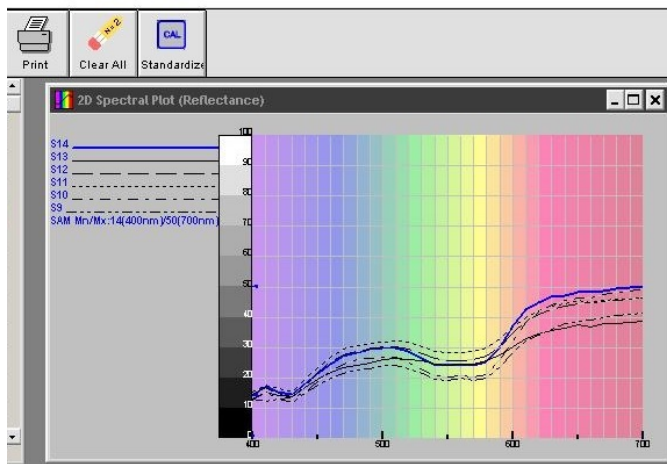 N=2
CAL
Print Clear All Standardize
2D Spectral Plot (Reflectance)
S14
S13
S12
S11
S10
S9
SAM Mn/Mx:14(400nm)/50(700nm)
100
90
80
70
60
50
40
30
20
10
0
400 500 600 700